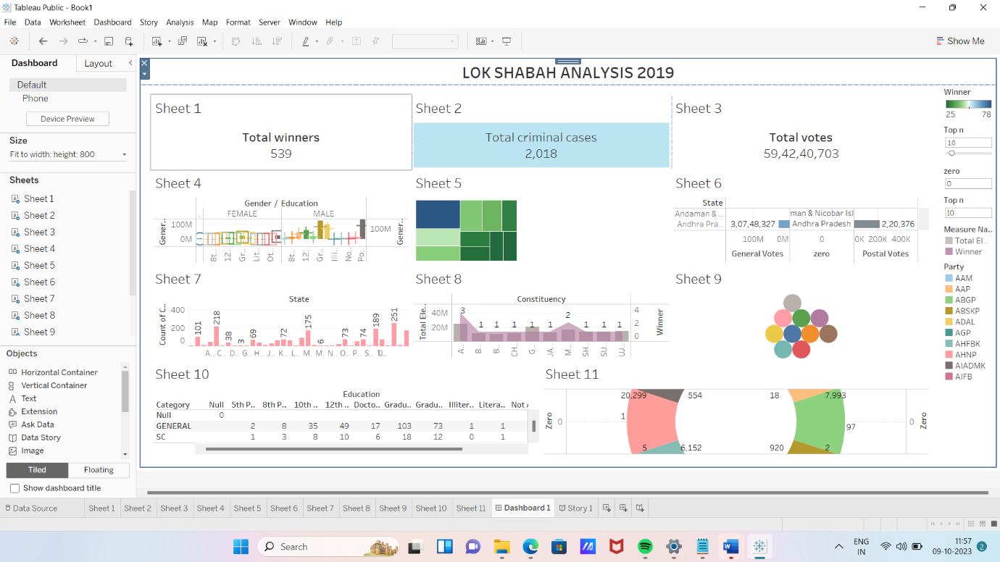 Tableau Public - Book1
File Data Worksheet Dashboard Story Analysis Map Format Server Window Help
Show Me
Dashboard Layout
Default
Phone
Device Preview
Size
Fit to width: height: 800
Sheets
Sheet 1
Sheet 2
Sheet 3
Sheet 4
Sheet 5
Sheet 6
Sheet 7
Sheet 8
Sheet 9
Objects
Horizontal Container
Vertical Container
Text
Extension
Ask Data
Data Story
Image
Tiled Floating
Show dashboard title
LOK SHABAH ANALYSIS 2019
Sheet 1
Total winners
539
Sheet 2
Total criminal cases
2,018
Sheet 3
Total votes
59,42,40,703
Sheet 4
Gender / Education
. FEMALE MALE
Gener..
100M
0M
100M
Gener..
8t.. 12.. Gr.. Lit.. Ot.. 8t.. 12.. Gr.. Illi.. No.. Po..
Sheet 5
Sheet 6
State
Andaman & .. man & Nicobar Isl
Andhra Pra.. 3,07,48,327 Andhra Pradesh 2,20,376
100M 0M 0 0K 200K 400K
General Votes zero Postal Votes
Sheet 7
State
Count of C..
400
200
0
101 218 38 3 69 72 175 6 73 74 189 251
A.. C.. D.. G.. H.. J.. K.. L.. M.. M.. N.. O.. P.. S.. T.. U..
Sheet 8
Constituency
Total Ele..
40M
20M
3 1 1 1 1 1 2 1 1 1
4
2
0
Winner
A.. B.. B.. CH.. G.. JA.. M.. SH.. SU.. UJ..
Sheet 9
Sheet 10
Education
Category Null 5th P.. 8th P.. 10th .. 12th .. Docto.. Gradu.. Gradu.. Illiter.. Litera.. Not
Null 0
GENERAL 2 8 35 49 17 103 73 1 1
SC 1 3 8 10 6 18 12 0 1
Sheet 11
Zero
0
20,299 554
1
5 6,152
18 7,993
97
920 2
0
Zero
Winner
25 78
Top n
10
zero
0
Top n
10
Measure Na..
Total El..
Winner
Party
AAM
AAP
ABGP
ABSKP
ADAL
AGP
AHFBK
AHNP
AIADMK
AIFB
Data Source Sheet 1 Sheet 2 Sheet 3 Sheet 4 Sheet 5 Sheet 6 Sheet 7 Sheet 8 Sheet 9 Sheet 10 Sheet 11 Dashboard 1 Story 1
Search
ENG
IN
11:57
09-10-2023
2